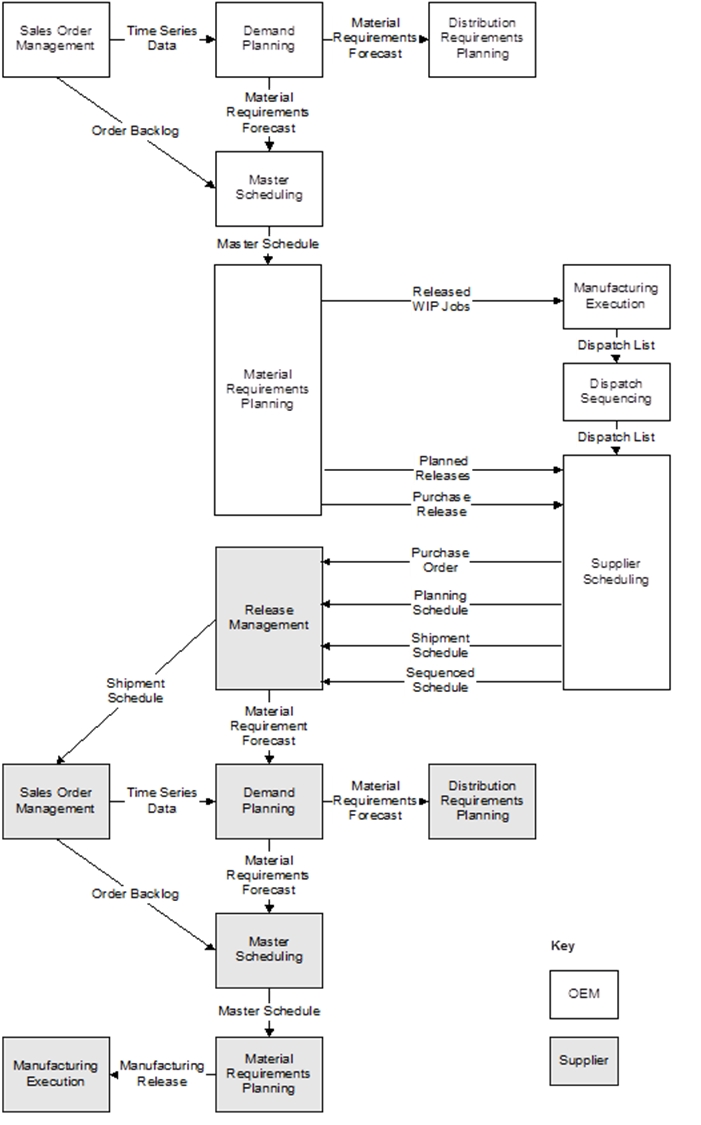 Sales Order
Management
Time Series
Data
Demand
Planning
Material
Requirements
Forecast
Distribution
Requirements
Planning
Order Backlog
Material
Requirements
Forecast
Master
Scheduling
Master Schedule
Material
Requirements
Planning
Released
WIP Jobs
Manufacturing
Execution
Dispatch List
Dispatch
Sequencing
Dispatch List
Planned
Releases
Purchase
Release
Supplier
Scheduling
Purchase
Order
Planning
Schedule
Shipment
Schedule
Sequenced
Schedule
Release
Management
Shipment
Schedule
Material
Requirement
Forecast
Sales Order
Management
Time Series
Data
Demand
Planning
Material
Requirements
Forecast
Distribution
Requirements
Planning
Order Backlog
Material
Requirements
Forecast
Master
Scheduling
Master Schedule
Manufacturing
Execution
Manufacturing
Release
Material
Requirements
Planning
Key
OEM
Supplier